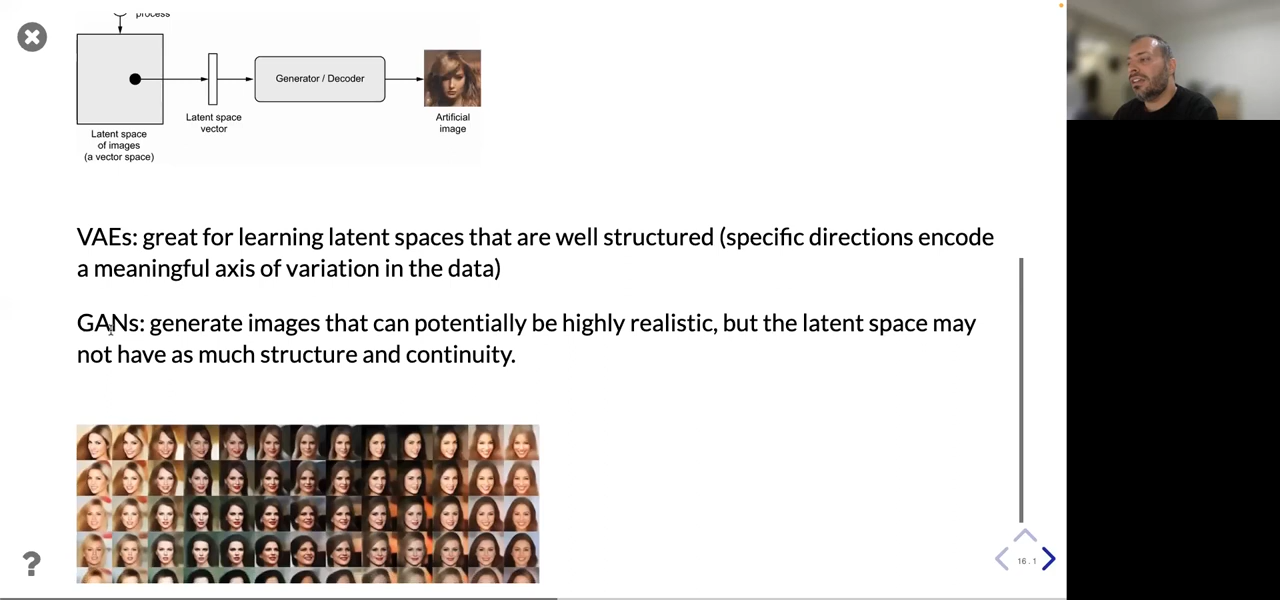 process
Generator / Decoder
Latent space
vector
Artificial
image
Latent space
of images
(a vector space)
VAEs: great for learning latent spaces that are well structured (specific directions encode
a meaningful axis of variation in the data)
GANs: generate images that can potentially be highly realistic, but the latent space may
not have as much structure and continuity.
?
16 . 1